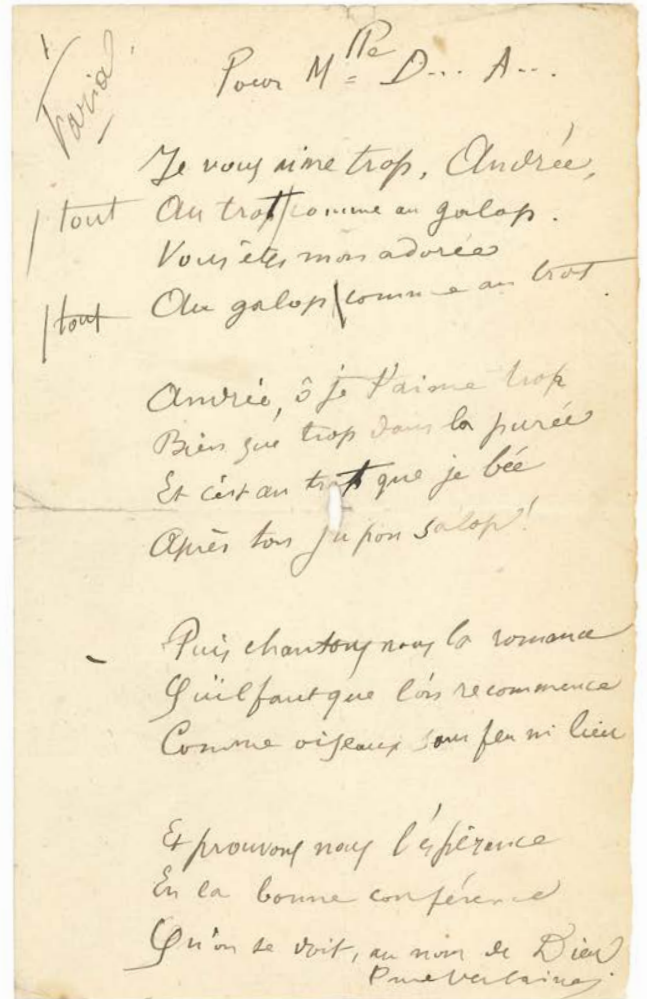 Varia
Pour M^lle D... A...
Je vous aime trop, Andrée,
/ tout Au trot/comme au galop.
Vous êtes mon adorée
/ tout Au galop/comme au trot.
Andrée, ô je t'aime trop
Bien que trop dans la purée
Et c'est au trot que je bée
Après ton jupon salop !
Puis chantons nous la romance
Qu'il faut que l'on recommence
Comme oiseaux sans feu ni lieu
Et prouvons nous l'espérance
En la bonne conférence
Qu'on se doit, au nom de Dieu
P. Verlaine